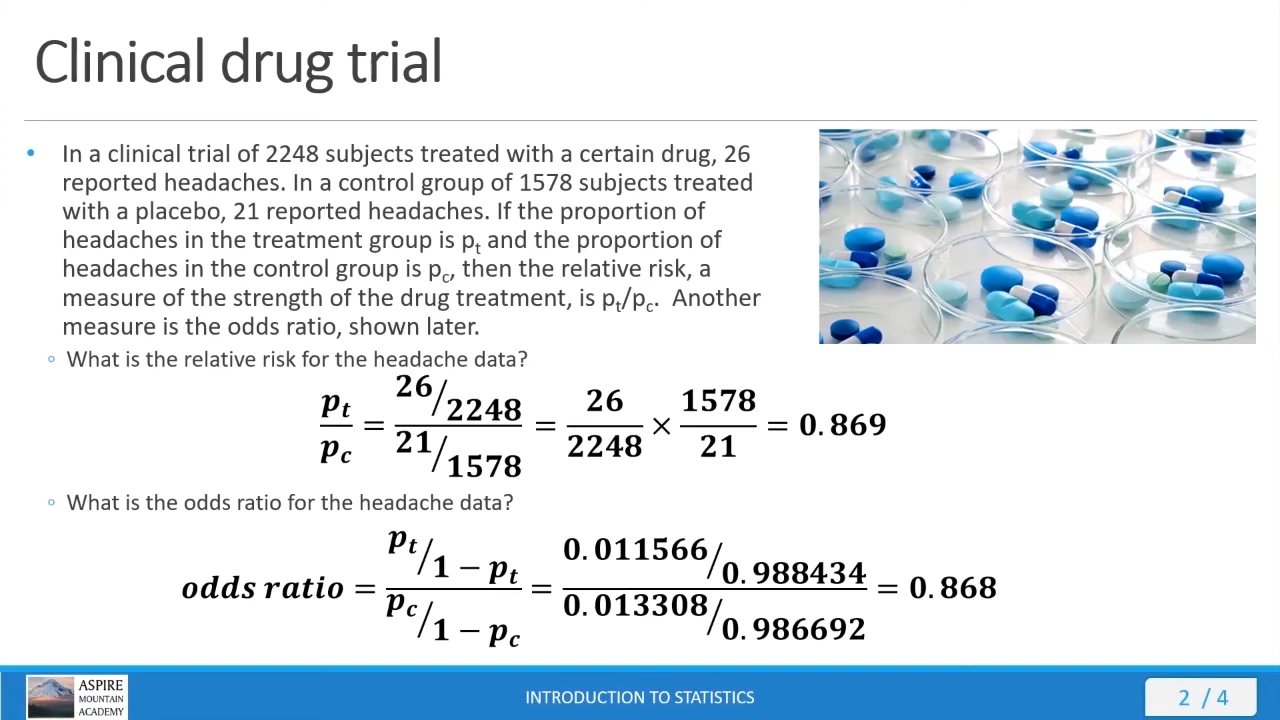 Clinical drug trial
• In a clinical trial of 2248 subjects treated with a certain drug, 26
reported headaches. In a control group of 1578 subjects treated
with a placebo, 21 reported headaches. If the proportion of
headaches in the treatment group is pₜ and the proportion of
headaches in the control group is p_c, then the relative risk, a
measure of the strength of the drug treatment, is pₜ/p_c. Another
measure is the odds ratio, shown later.
◦ What is the relative risk for the headache data?
pₜ/p_c = (26/2248)/(21/1578) = 26/2248 × 1578/21 = 0.869
◦ What is the odds ratio for the headache data?
odds ratio = (pₜ/1 − pₜ)/(p_c/1 − p_c) = (0.011566/0.988434)/(0.013308/0.986692) = 0.868
ASPIRE
MOUNTAIN
ACADEMY
INTRODUCTION TO STATISTICS
2 / 4